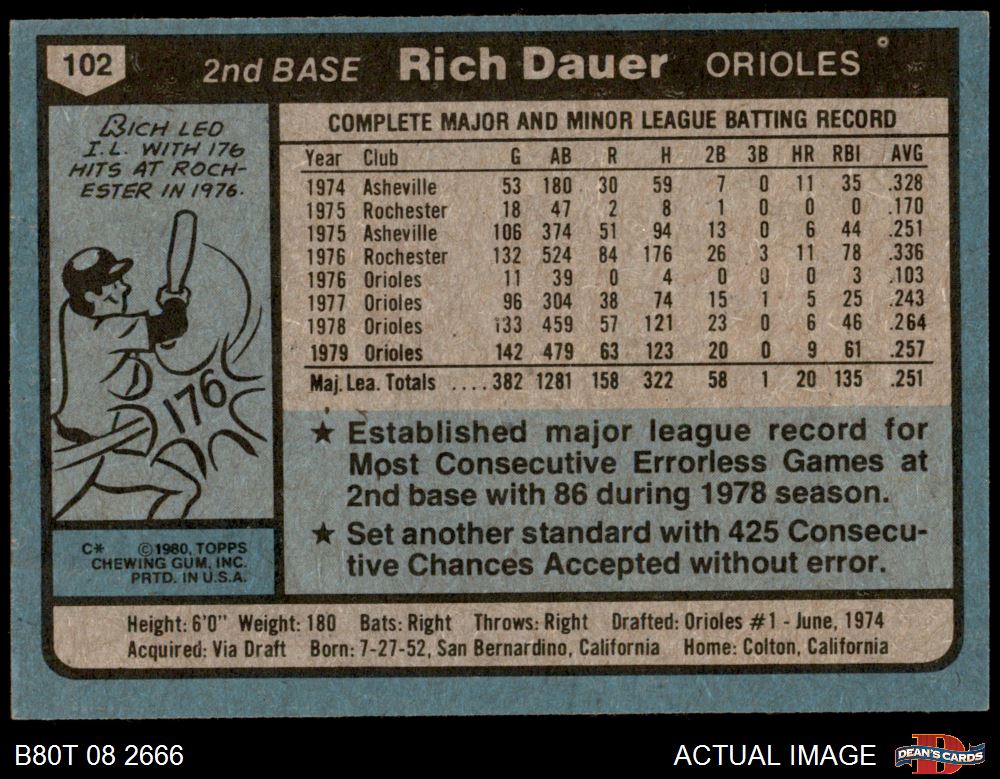 102
2nd BASE Rich Dauer ORIOLES
RICH LED
I.L. WITH 176
HITS AT ROCH-
ESTER IN 1976.
176
C* © 1980, TOPPS
CHEWING GUM, INC.
PRTD. IN U.S.A.
COMPLETE MAJOR AND MINOR LEAGUE BATTING RECORD
Year Club G AB R H 2B 3B HR RBI AVG
1974 Asheville 53 180 30 59 7 0 11 35 .328
1975 Rochester 18 47 2 8 1 0 0 0 .170
1975 Asheville 106 374 51 94 13 0 6 44 .251
1976 Rochester 132 524 84 176 26 3 11 78 .336
1976 Orioles 11 39 0 4 0 0 0 3 .103
1977 Orioles 96 304 38 74 15 1 5 25 .243
1978 Orioles 133 459 57 121 23 0 6 46 .264
1979 Orioles 142 479 63 123 20 0 9 61 .257
Maj. Lea. Totals ....382 1281 158 322 58 1 20 135 .251
★ Established major league record for
Most Consecutive Errorless Games at
2nd base with 86 during 1978 season.
★ Set another standard with 425 Consecu-
tive Chances Accepted without error.
Height: 6'0" Weight: 180 Bats: Right Throws: Right Drafted: Orioles #1 - June, 1974
Acquired: Via Draft Born: 7-27-52, San Bernardino, California Home: Colton, California
B80T 08 2666 ACTUAL IMAGE DEAN'S CARDS